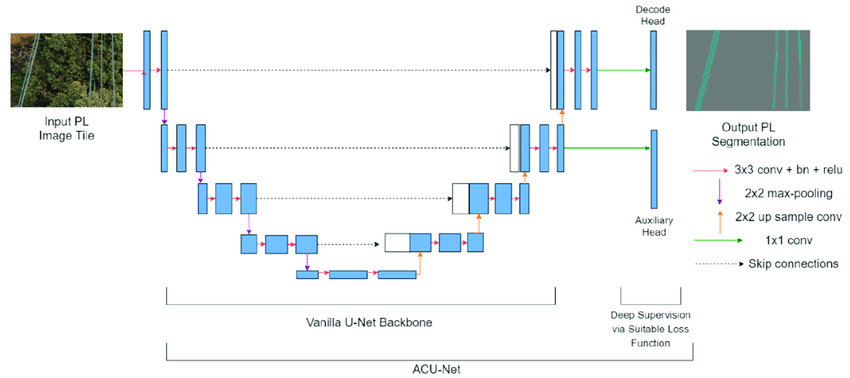 Decode
Head
Input PL
Image Tile
Output PL
Segmentation
3x3 conv + bn + relu
2x2 max-pooling
2x2 up sample conv
1x1 conv
Skip connections
Auxiliary
Head
Vanilla U-Net Backbone
Deep Supervision
via Suitable Loss
Function
ACU-Net